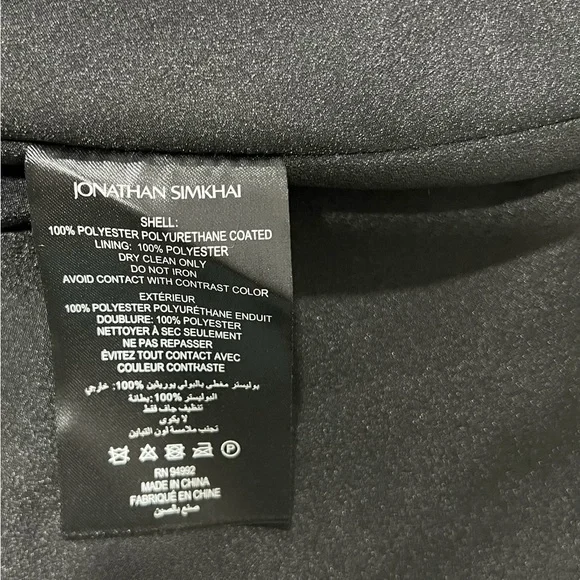 JONATHAN SIMKHAI
SHELL:
100% POLYESTER POLYURETHANE COATED
LINING: 100% POLYESTER
DRY CLEAN ONLY
DO NOT IRON
AVOID CONTACT WITH CONTRAST COLOR
EXTÉRIEUR
100% POLYESTER POLYURÉTHANE ENDUIT
DOUBLURE: 100% POLYESTER
NETTOYER À SEC SEULEMENT
NE PAS REPASSER
ÉVITEZ TOUT CONTACT AVEC
COULEUR CONTRASTE
بوليستر مغطى بالبولي يوريثين %100: خارجي
البوليستر %100: بطانة
تنظيف جاف فقط
لا يكوى
تجنب ملامسة لون التباين
P
RN 94992
MADE IN CHINA
FABRIQUÉ EN CHINE
صنع بالصين